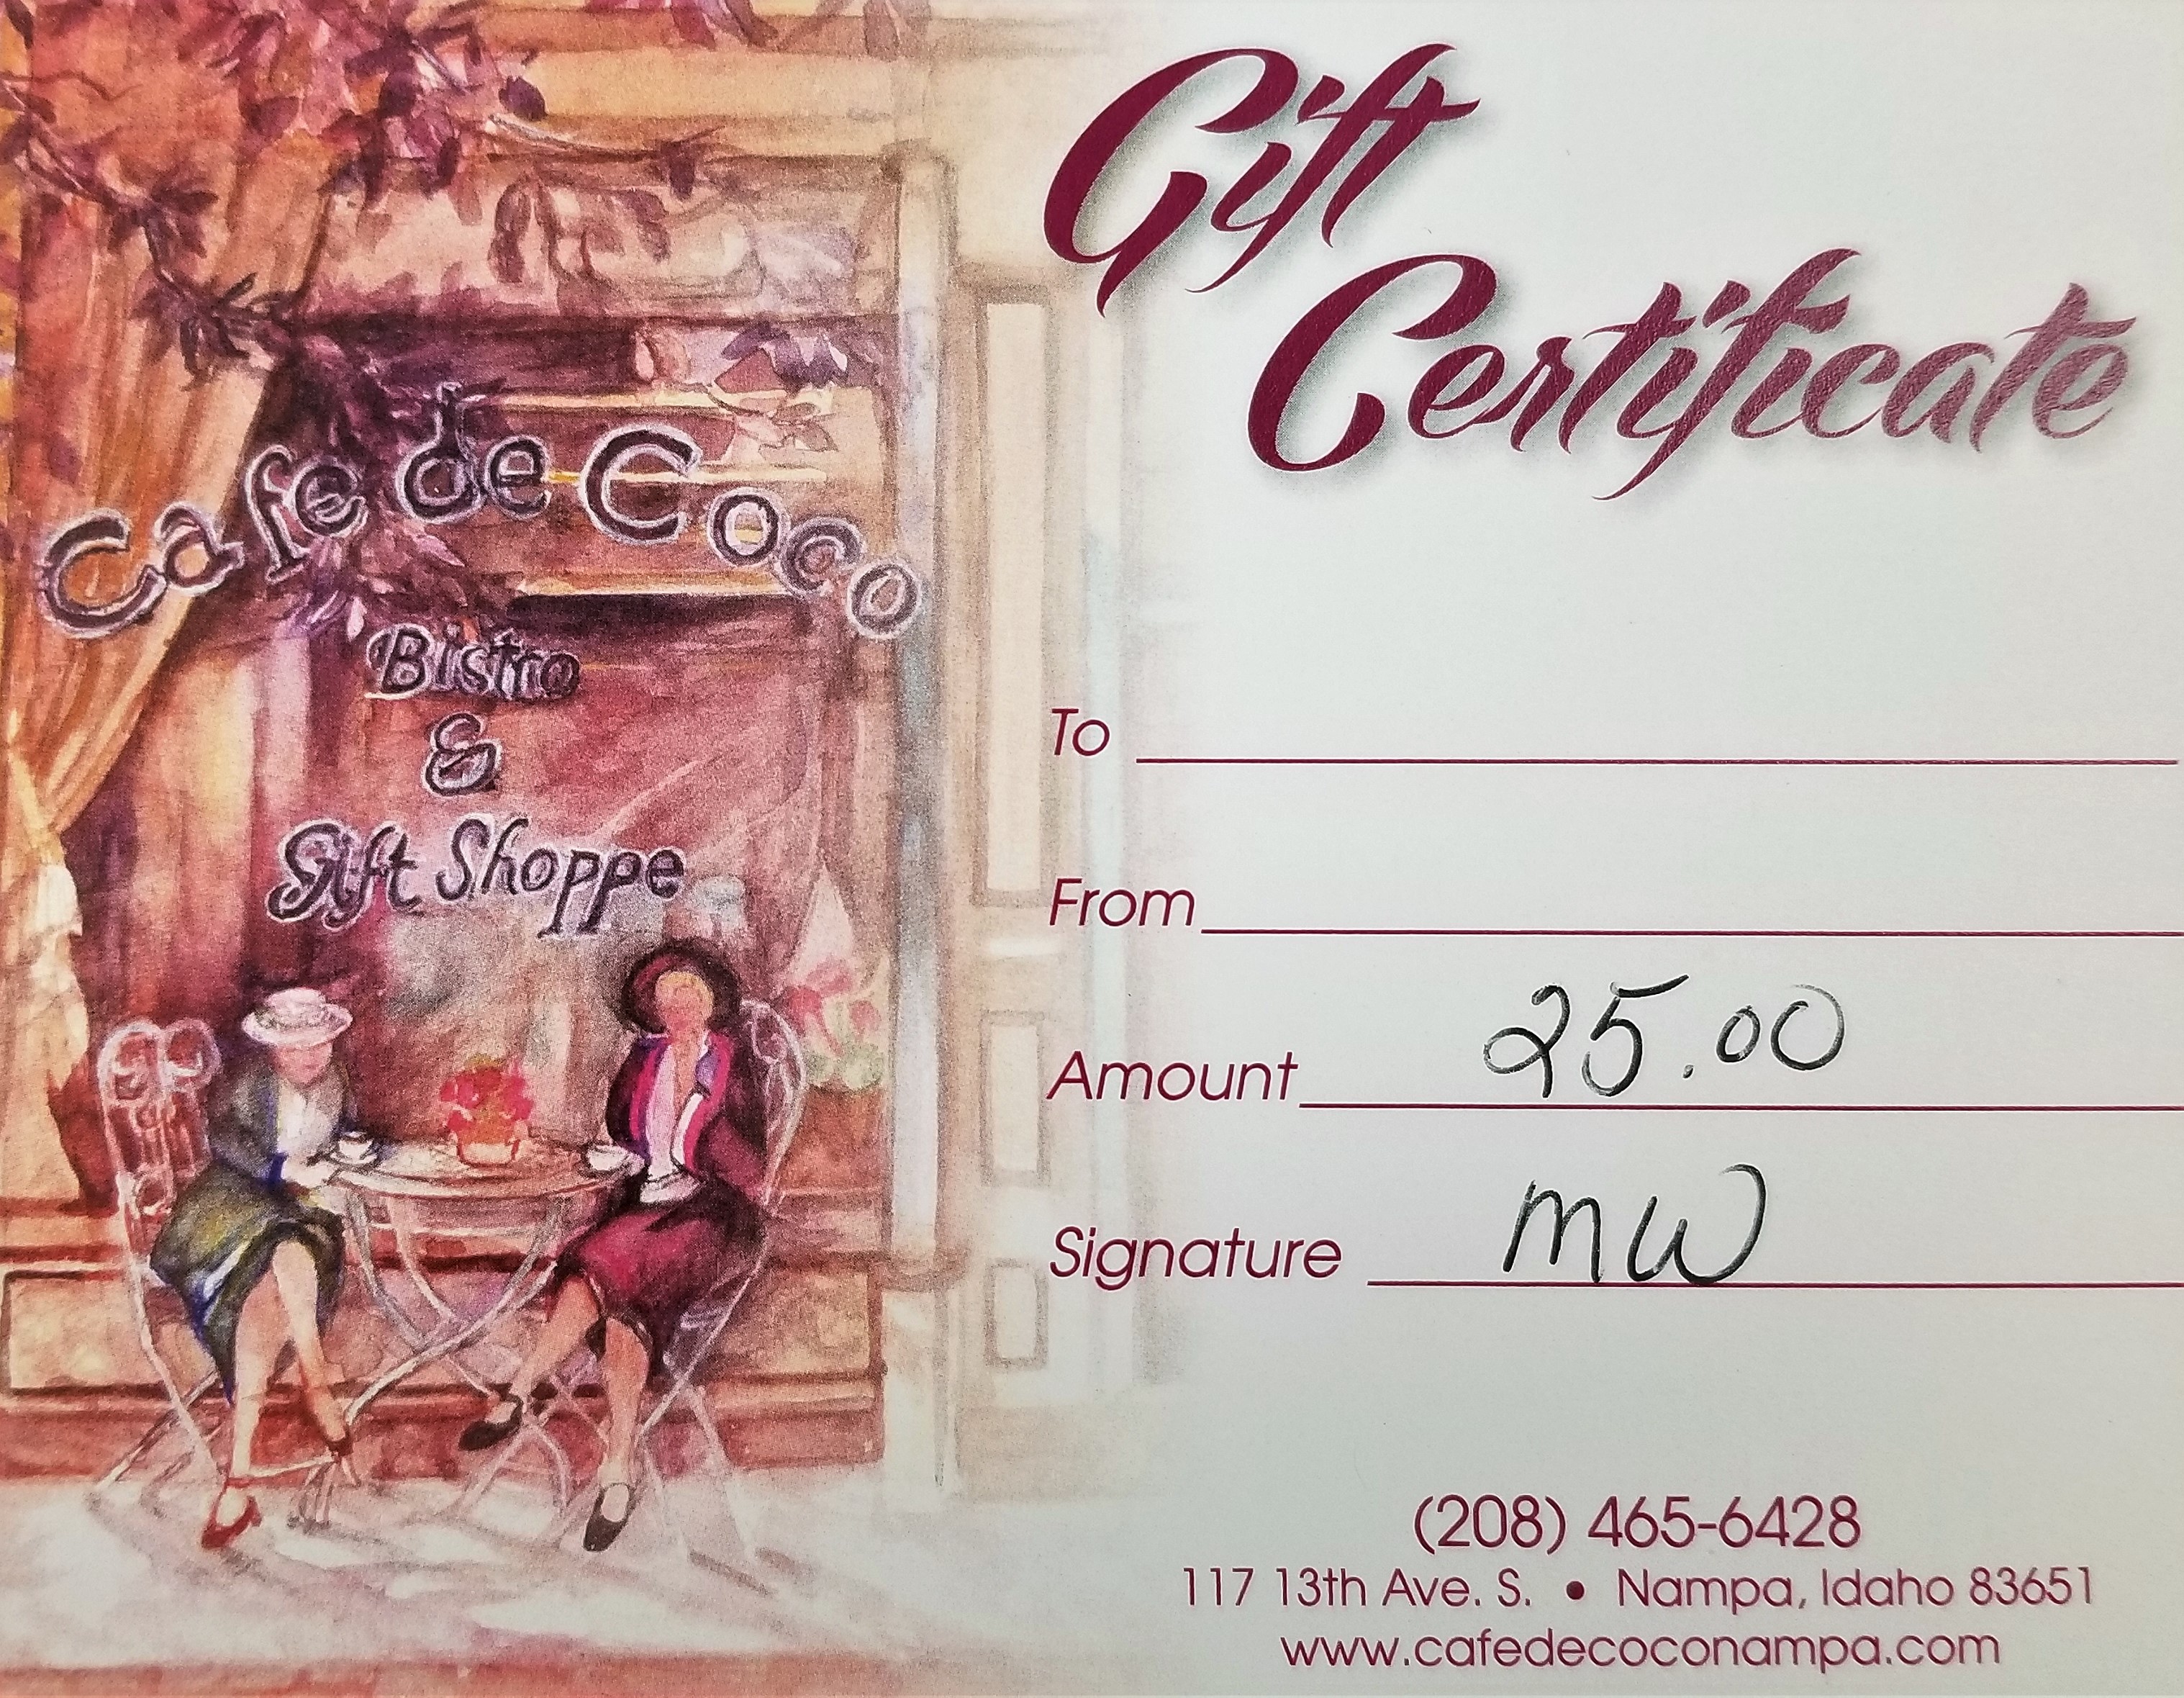 Cafe de Coco
Bistro
&
Gift Shoppe
Gift
Certificate
To
From
Amount 25.00
Signature MW
(208) 465-6428
117 13th Ave. S. • Nampa, Idaho 83651
www.cafedecoconampa.com